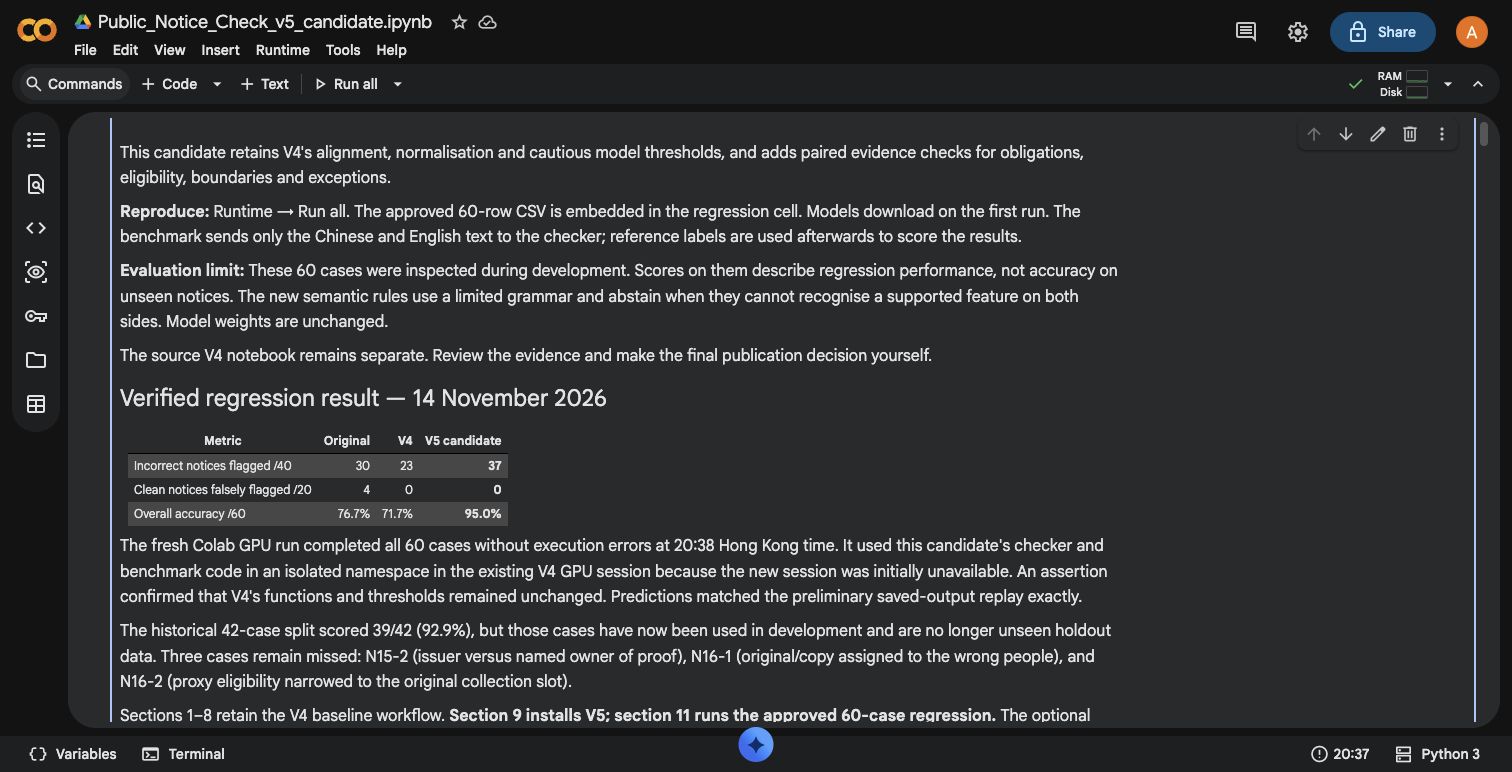 Public_Notice_Check_v5_candidate.ipynb
File Edit View Insert Runtime Tools Help
Share
A
Commands + Code + Text Run all
RAM
Disk
This candidate retains V4's alignment, normalisation and cautious model thresholds, and adds paired evidence checks for obligations,
eligibility, boundaries and exceptions.
Reproduce: Runtime → Run all. The approved 60-row CSV is embedded in the regression cell. Models download on the first run. The
benchmark sends only the Chinese and English text to the checker; reference labels are used afterwards to score the results.
Evaluation limit: These 60 cases were inspected during development. Scores on them describe regression performance, not accuracy on
unseen notices. The new semantic rules use a limited grammar and abstain when they cannot recognise a supported feature on both
sides. Model weights are unchanged.
The source V4 notebook remains separate. Review the evidence and make the final publication decision yourself.
Verified regression result — 14 November 2026
Metric Original V4 V5 candidate
Incorrect notices flagged /40 30 23 37
Clean notices falsely flagged /20 4 0 0
Overall accuracy /60 76.7% 71.7% 95.0%
The fresh Colab GPU run completed all 60 cases without execution errors at 20:38 Hong Kong time. It used this candidate's checker and
benchmark code in an isolated namespace in the existing V4 GPU session because the new session was initially unavailable. An assertion
confirmed that V4's functions and thresholds remained unchanged. Predictions matched the preliminary saved-output replay exactly.
The historical 42-case split scored 39/42 (92.9%), but those cases have now been used in development and are no longer unseen holdout
data. Three cases remain missed: N15-2 (issuer versus named owner of proof), N16-1 (original/copy assigned to the wrong people), and
N16-2 (proxy eligibility narrowed to the original collection slot).
Sections 1–8 retain the V4 baseline workflow. Section 9 installs V5; section 11 runs the approved 60-case regression. The optional
Variables Terminal 20:37 Python 3